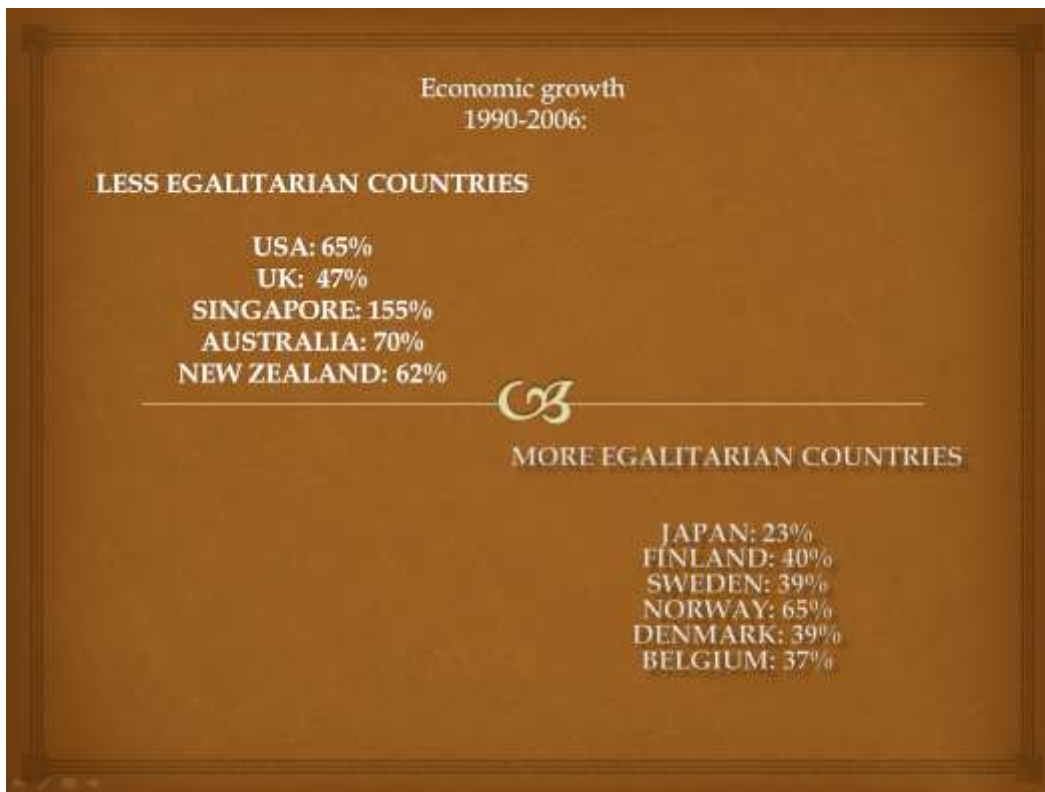 Economic growth
1990-2006:
LESS EGALITARIAN COUNTRIES
USA: 65%
UK: 47%
SINGAPORE: 155%
AUSTRALIA: 70%
NEW ZEALAND: 62%
MORE EGALITARIAN COUNTRIES
JAPAN: 23%
FINLAND: 40%
SWEDEN: 39%
NORWAY: 65%
DENMARK: 39%
BELGIUM: 37%